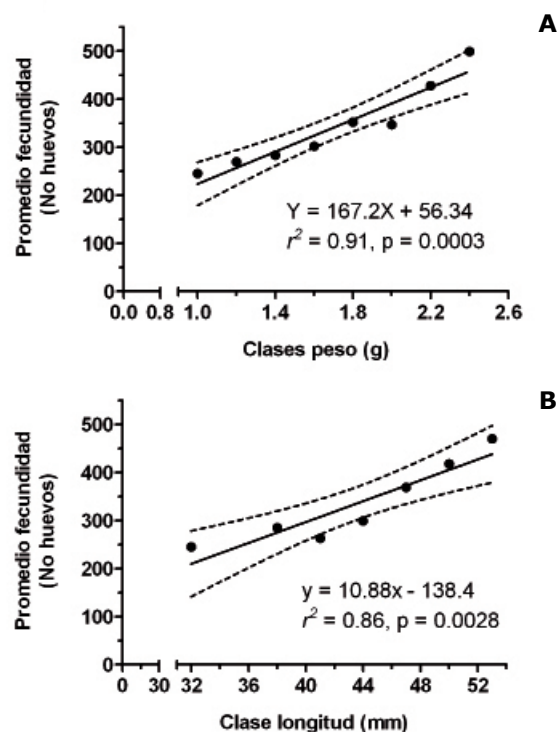 A
Promedio fecundidad
(No huevos)
500
400
300
200
100
0
Y = 167.2X + 56.34
r² = 0.91, p = 0.0003
0.0 0.8 1.0 1.4 1.8 2.2 2.6
Clases peso (g)
B
Promedio fecundidad
(No huevos)
500
400
300
200
100
0
y = 10.88x - 138.4
r² = 0.86, p = 0.0028
0 30 32 36 40 44 48 52
Clase longitud (mm)